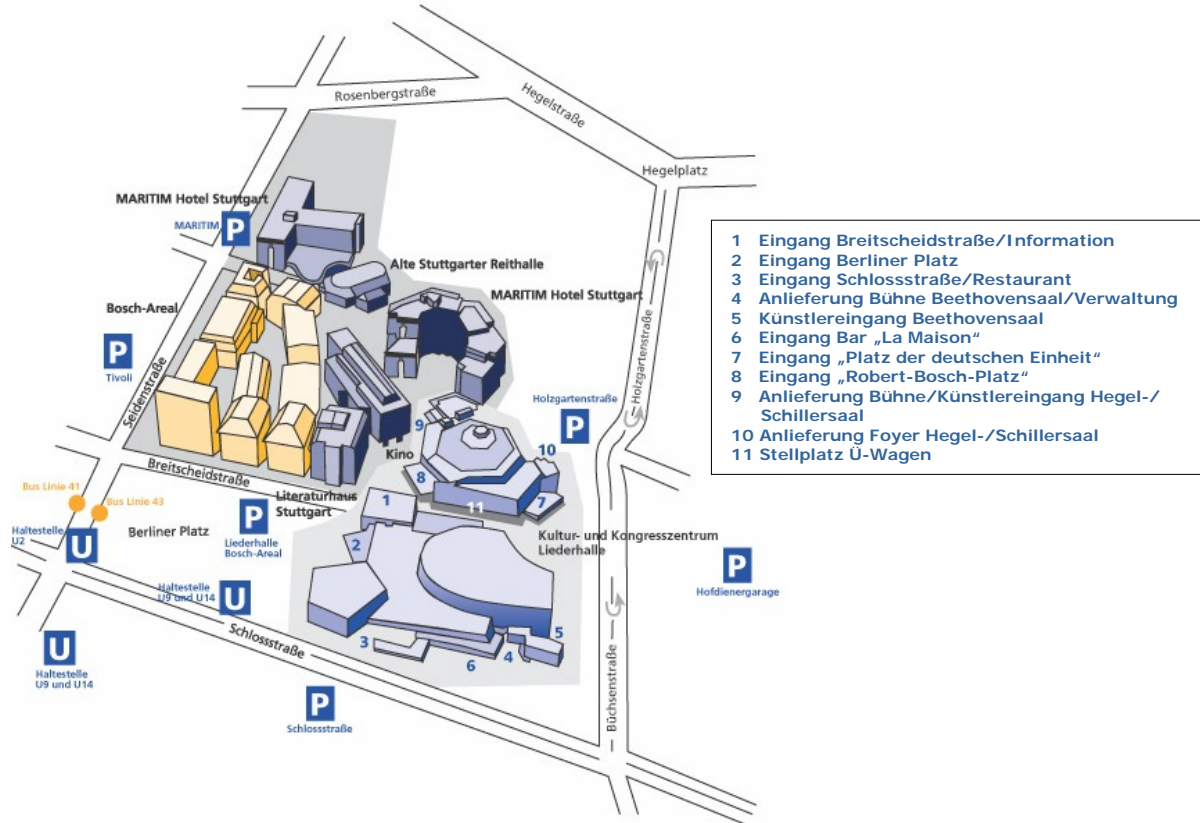 Rosenbergstraße
Hegelstraße
Hegelplatz
MARITIM Hotel Stuttgart
MARITIM P
Alte Stuttgarter Reithalle
MARITIM Hotel Stuttgart
Bosch-Areal
P
Tivoli
Seidenstraße
Holzgartenstraße
Holzgartenstraße
P
9
Kino
10
8
7
11
1
Breitscheidstraße
Literaturhaus
Stuttgart
Bus Linie 41
Bus Linie 43
Haltestelle
U2
U
Berliner Platz
P
Liederhalle
Bosch-Areal
2
Kultur- und Kongresszentrum
Liederhalle
P
Hofdienergarage
Haltestelle
U9 und U14
U
Schlossstraße
3
6
4
5
U
Haltestelle
U9 und U14
P
Schlossstraße
Büchsenstraße
1 Eingang Breitscheidstraße/Information
2 Eingang Berliner Platz
3 Eingang Schlossstraße/Restaurant
4 Anlieferung Bühne Beethovensaal/Verwaltung
5 Künstlereingang Beethovensaal
6 Eingang Bar „La Maison“
7 Eingang „Platz der deutschen Einheit“
8 Eingang „Robert-Bosch-Platz“
9 Anlieferung Bühne/Künstlereingang Hegel-/
Schillersaal
10 Anlieferung Foyer Hegel-/Schillersaal
11 Stellplatz Ü-Wagen